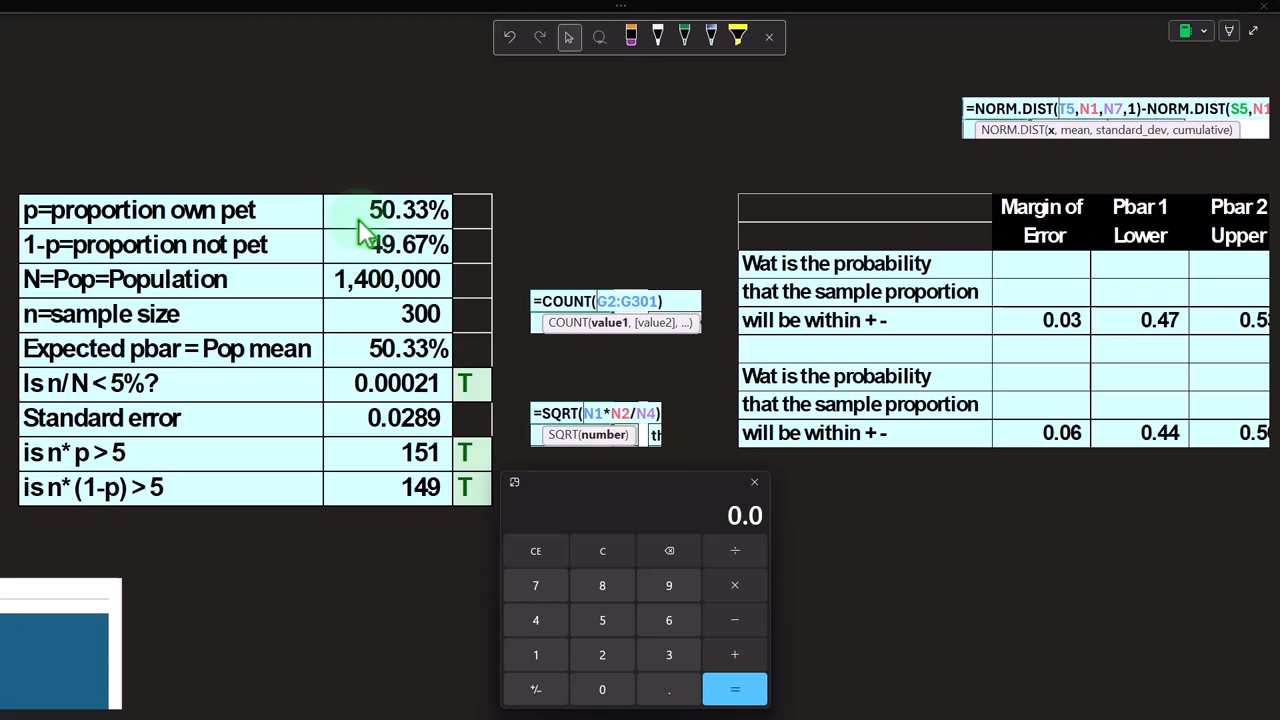 =NORM.DIST(T5,N1,N7,1)-NORM.DIST(S5,N1
NORM.DIST(x, mean, standard_dev, cumulative)
p=proportion own pet 50.33%
1-p=proportion not pet 49.67%
N=Pop=Population 1,400,000
n=sample size 300
Expected pbar = Pop mean 50.33%
Is n/ N < 5%? 0.00021 T
Standard error 0.0289
is n* p > 5 151 T
is n* (1-p) > 5 149 T
=COUNT(G2:G301)
COUNT(value1, [value2], ...)
=SQRT(N1*N2/N4)
SQRT(number)
Margin of Pbar 1 Pbar 2
Error Lower Upper
Wat is the probability
that the sample proportion
will be within + - 0.03 0.47 0.53
Wat is the probability
that the sample proportion
will be within + - 0.06 0.44
0.0
CE C ÷
7 8 9 ×
4 5 6 −
1 2 3 +
+/- 0 . =